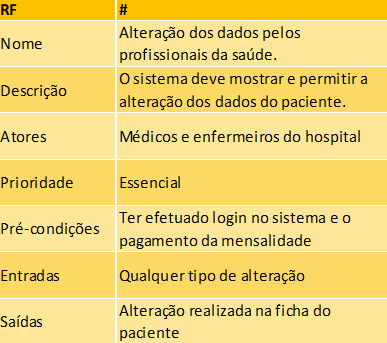 RF #
Nome Alteração dos dados pelos
profissionais da saúde.
Descrição O sistema deve mostrar e permitir a
alteração dos dados do paciente.
Atores Médicos e enfermeiros do hospital
Prioridade Essencial
Pré-condições Ter efetuado login no sistema e o
pagamento da mensalidade
Entradas Qualquer tipo de alteração
Saídas Alteração realizada na ficha do
paciente